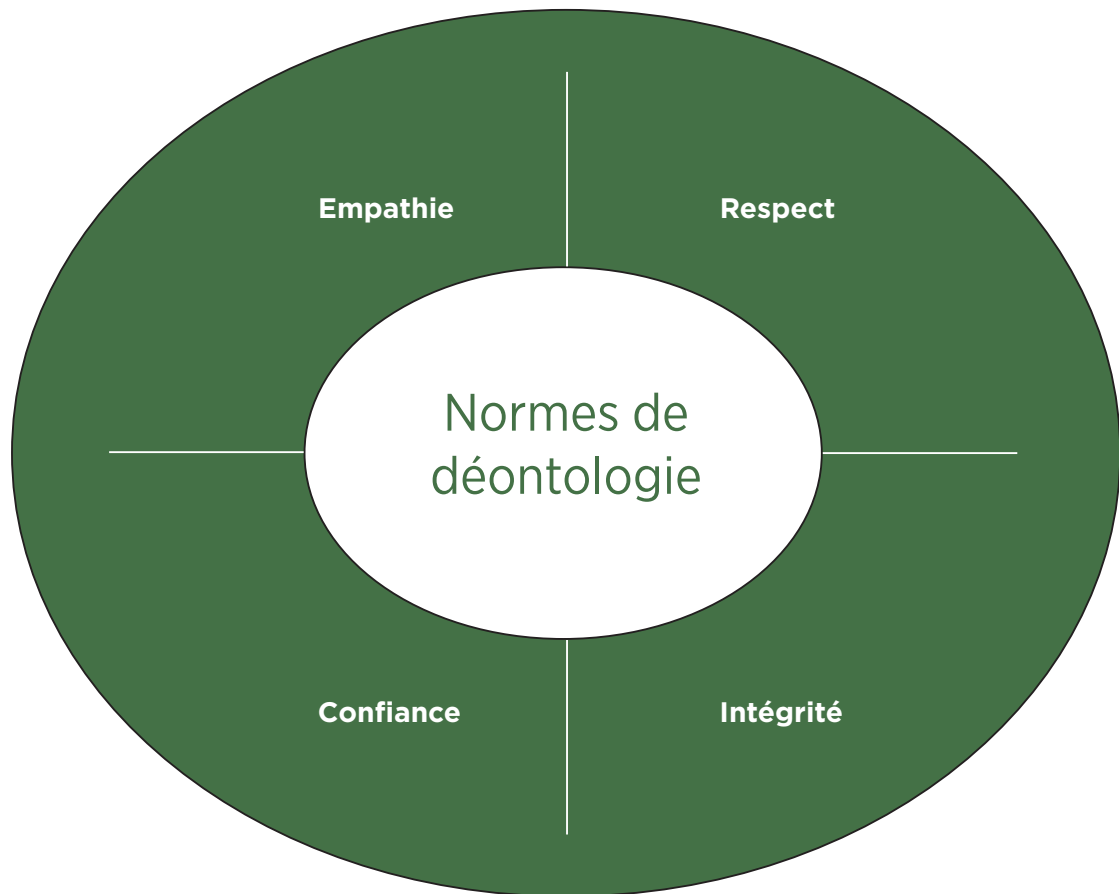 Empathie
Respect
Normes de
déontologie
Confiance
Intégrité